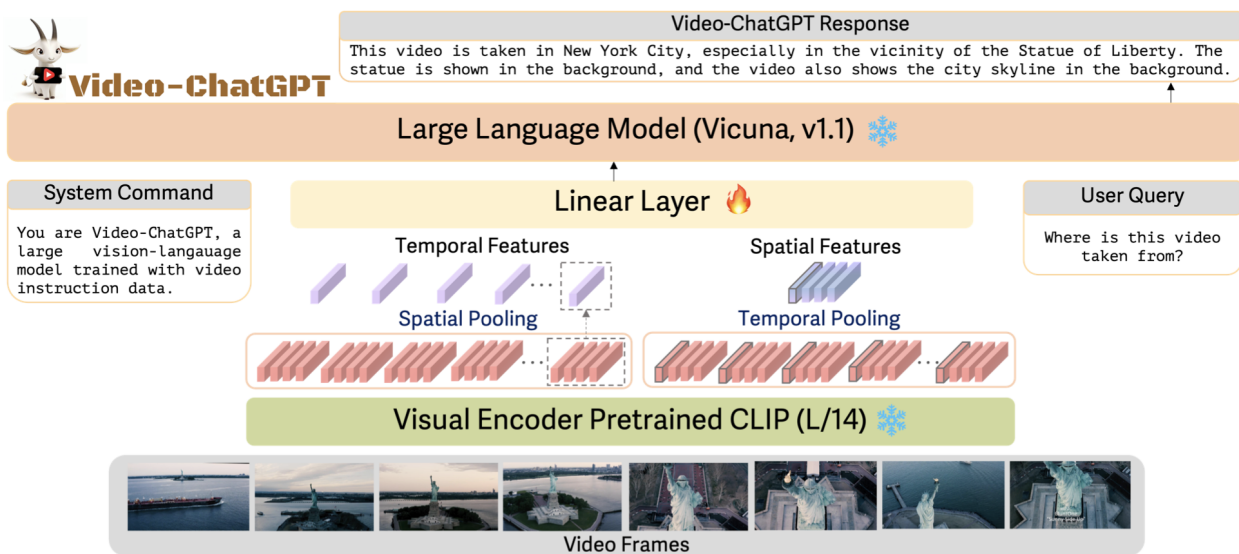 Video-ChatGPT Response
This video is taken in New York City, especially in the vicinity of the Statue of Liberty. The
statue is shown in the background, and the video also shows the city skyline in the background.
Video-ChatGPT
Large Language Model (Vicuna, v1.1)
System Command
You are Video-ChatGPT, a
large vision-langauage
model trained with video
instruction data.
Linear Layer
User Query
Where is this video
taken from?
Temporal Features
Spatial Features
...
Spatial Pooling
Temporal Pooling
...
...
Visual Encoder Pretrained CLIP (L/14)
Video Frames